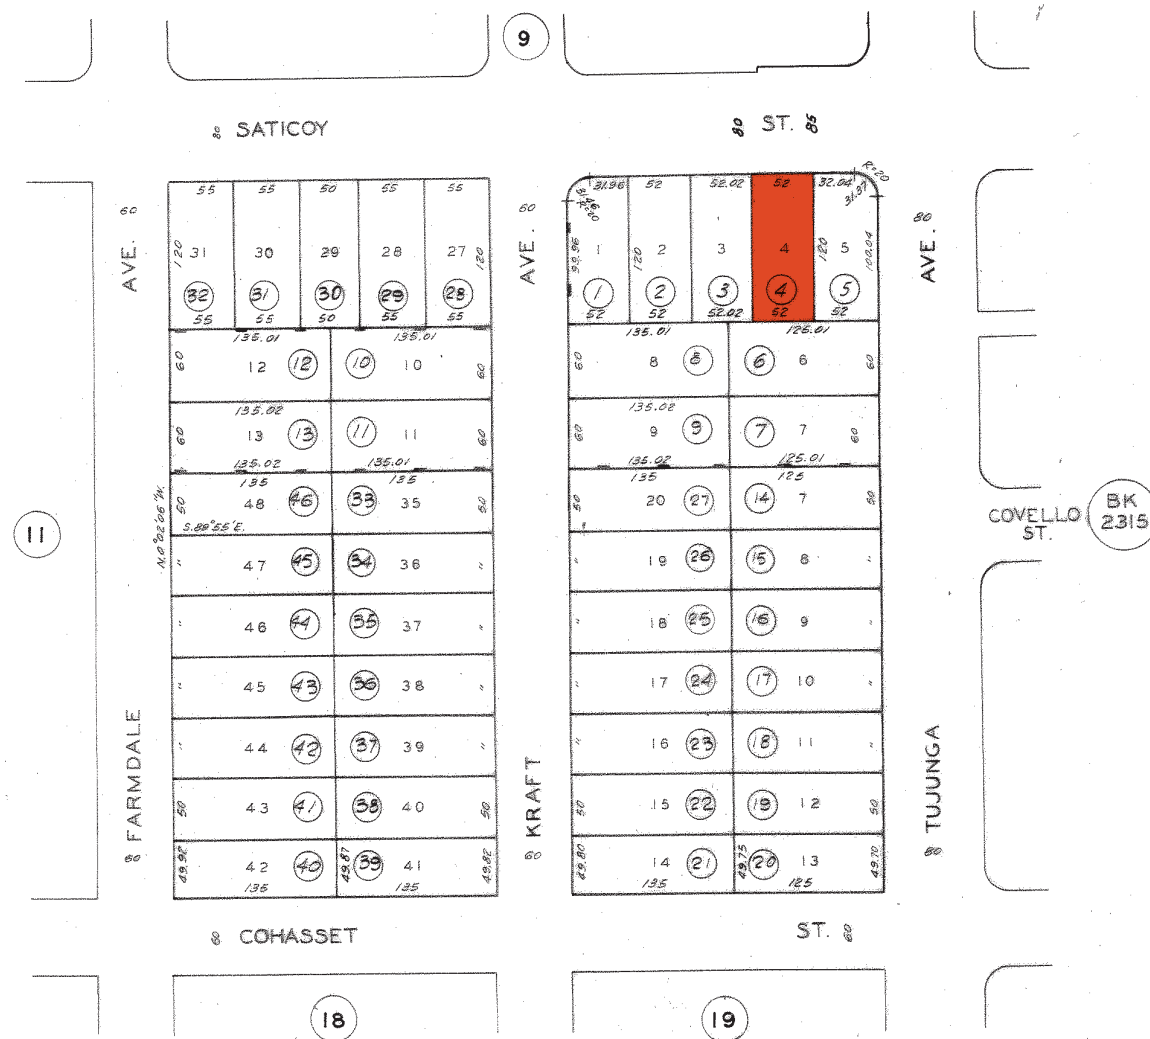 9
80 SATICOY
80 ST. 85
55 55 50 55 55
31.96 52 52.02 52 32.04 R=20
31.37
60 AVE.
60 AVE.
80 AVE.
120 31 30 29 28 27 120
99.96 1 120 2 3 4 120 5 100.04
32 31 30 29 28
1 2 3 4 5
55 55 50 55 55
52 52 52.02 52 52
135.01 135.01
135.01 125.01
60 12 12 10 10 60
60 8 8 6 6 60
135.02
135.02
60 13 13 11 11 60
60 9 9 7 7 60
135.02 135.01
135.02 125.01
135 135
135 125
50 48 46 33 35 50
50 20 27 14 7 50
N.0°02'06"W.
S.89°55'E.
11
COVELLO ST.
BK 2315
" 47 45 34 36 "
" 19 26 15 8 "
" 46 44 35 37 "
" 18 25 16 9 "
" 45 43 36 38 "
" 17 24 17 10 "
" 44 42 37 39 "
" 16 23 18 11 "
50 43 41 38 40 50
50 15 22 19 12 50
49.92 42 40 49.87 39 41 49.82
49.80 14 21 49.75 20 13 49.70
135 135
135 125
60 FARMDALE
60 KRAFT
80 TUJUNGA
60 COHASSET
ST. 60
18
19